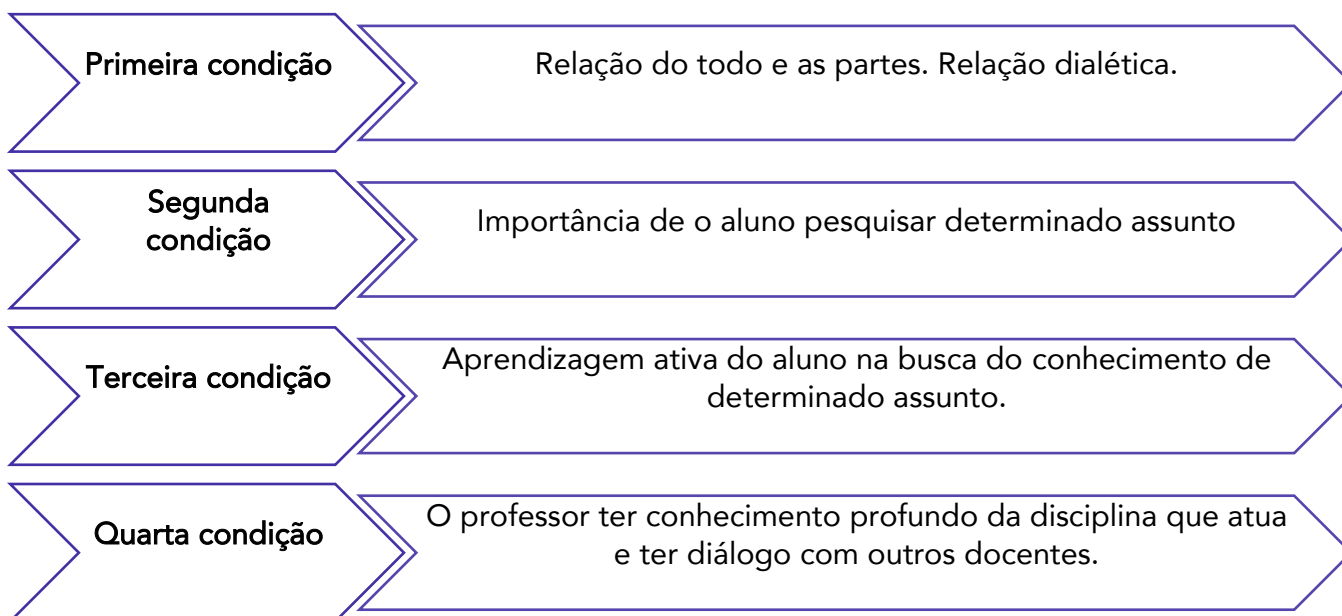 Primeira condição
Relação do todo e as partes. Relação dialética.
Segunda
condição
Importância de o aluno pesquisar determinado assunto
Terceira condição
Aprendizagem ativa do aluno na busca do conhecimento de
determinado assunto.
Quarta condição
O professor ter conhecimento profundo da disciplina que atua
e ter diálogo com outros docentes.